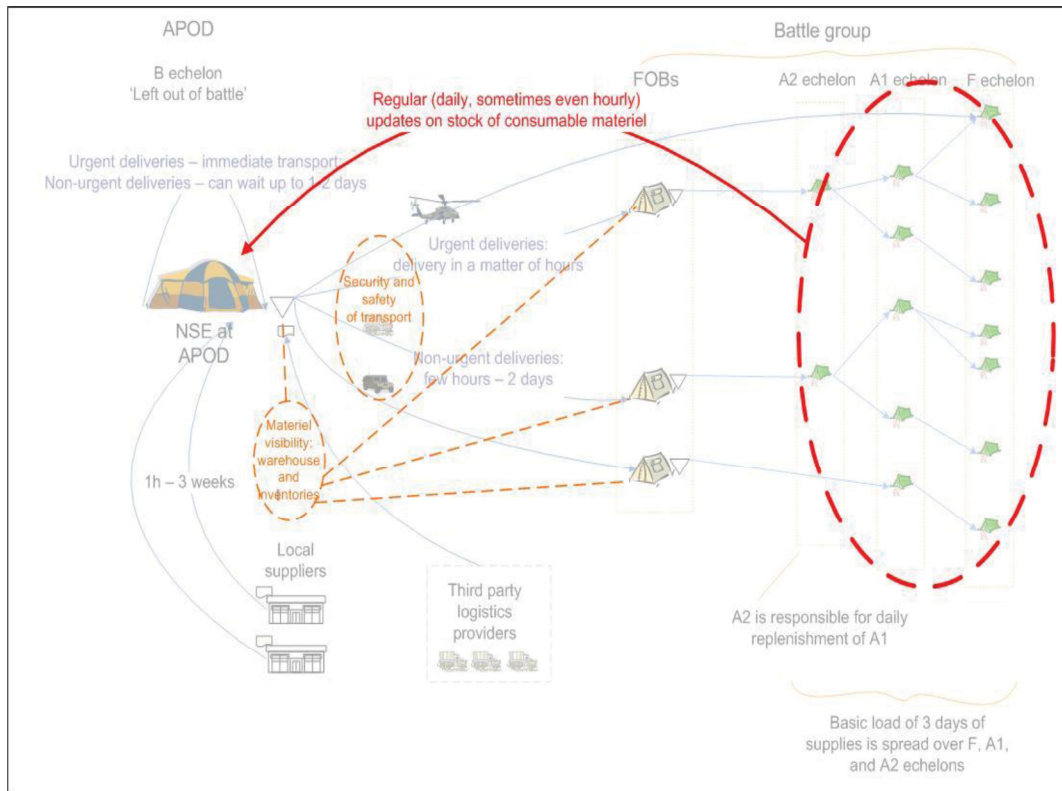 APOD
Battle group
B echelon
'Left out of battle'
FOBs
A2 echelon
A1 echelon
F echelon
Regular (daily, sometimes even hourly)
updates on stock of consumable materiel
Urgent deliveries – immediate transport;
Non-urgent deliveries – can wait up to 1-2 days
Urgent deliveries:
delivery in a matter of hours
Security and
safety
of transport
NSE at
APOD
Non-urgent deliveries:
few hours – 2 days
Materiel
visibility:
warehouse
and
inventories
1h – 3 weeks
Local
suppliers
Third party
logistics
providers
A2 is responsible for daily
replenishment of A1
Basic load of 3 days of
supplies is spread over F, A1,
and A2 echelons